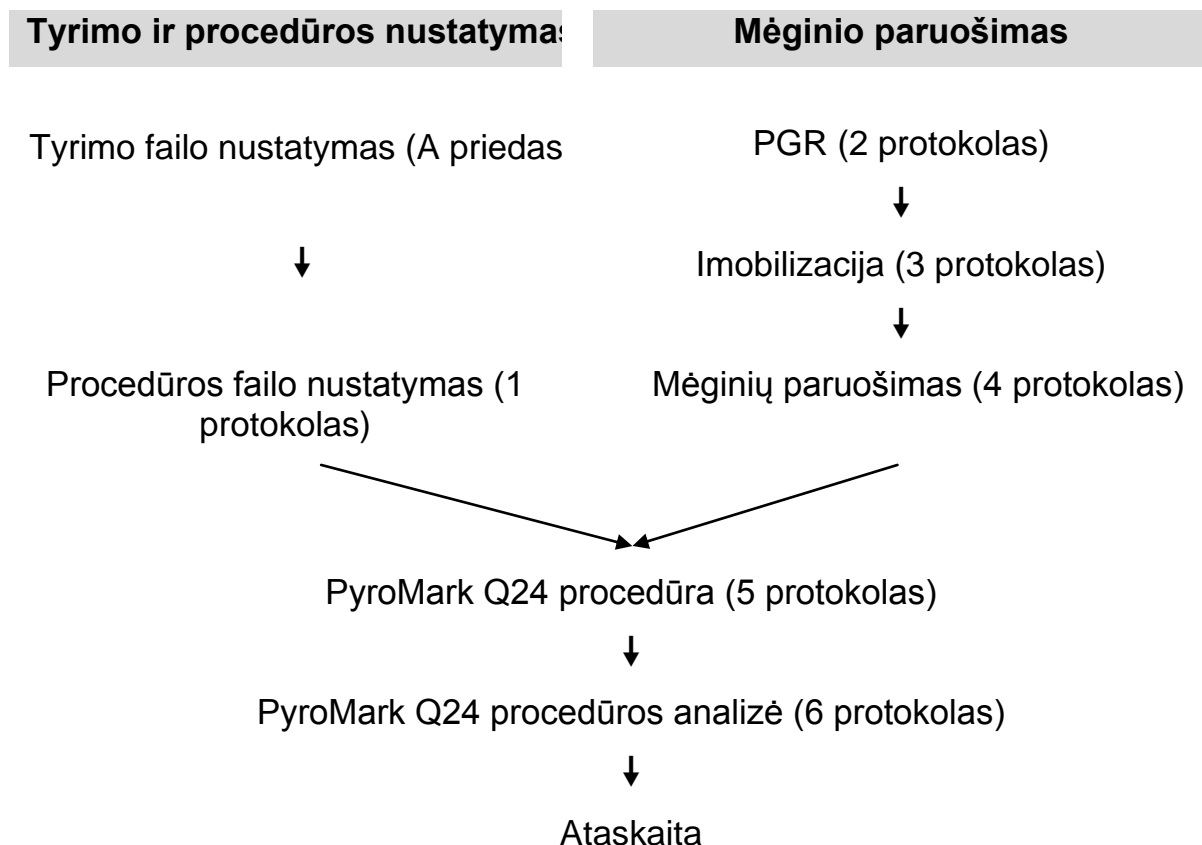 Tyrimo ir procedūros nustatymas
Mėginio paruošimas
Tyrimo failo nustatymas (A priedas
PGR (2 protokolas)
Imobilizacija (3 protokolas)
Procedūros failo nustatymas (1
protokolas)
Mėginių paruošimas (4 protokolas)
PyroMark Q24 procedūra (5 protokolas)
PyroMark Q24 procedūros analizė (6 protokolas)
Ataskaita